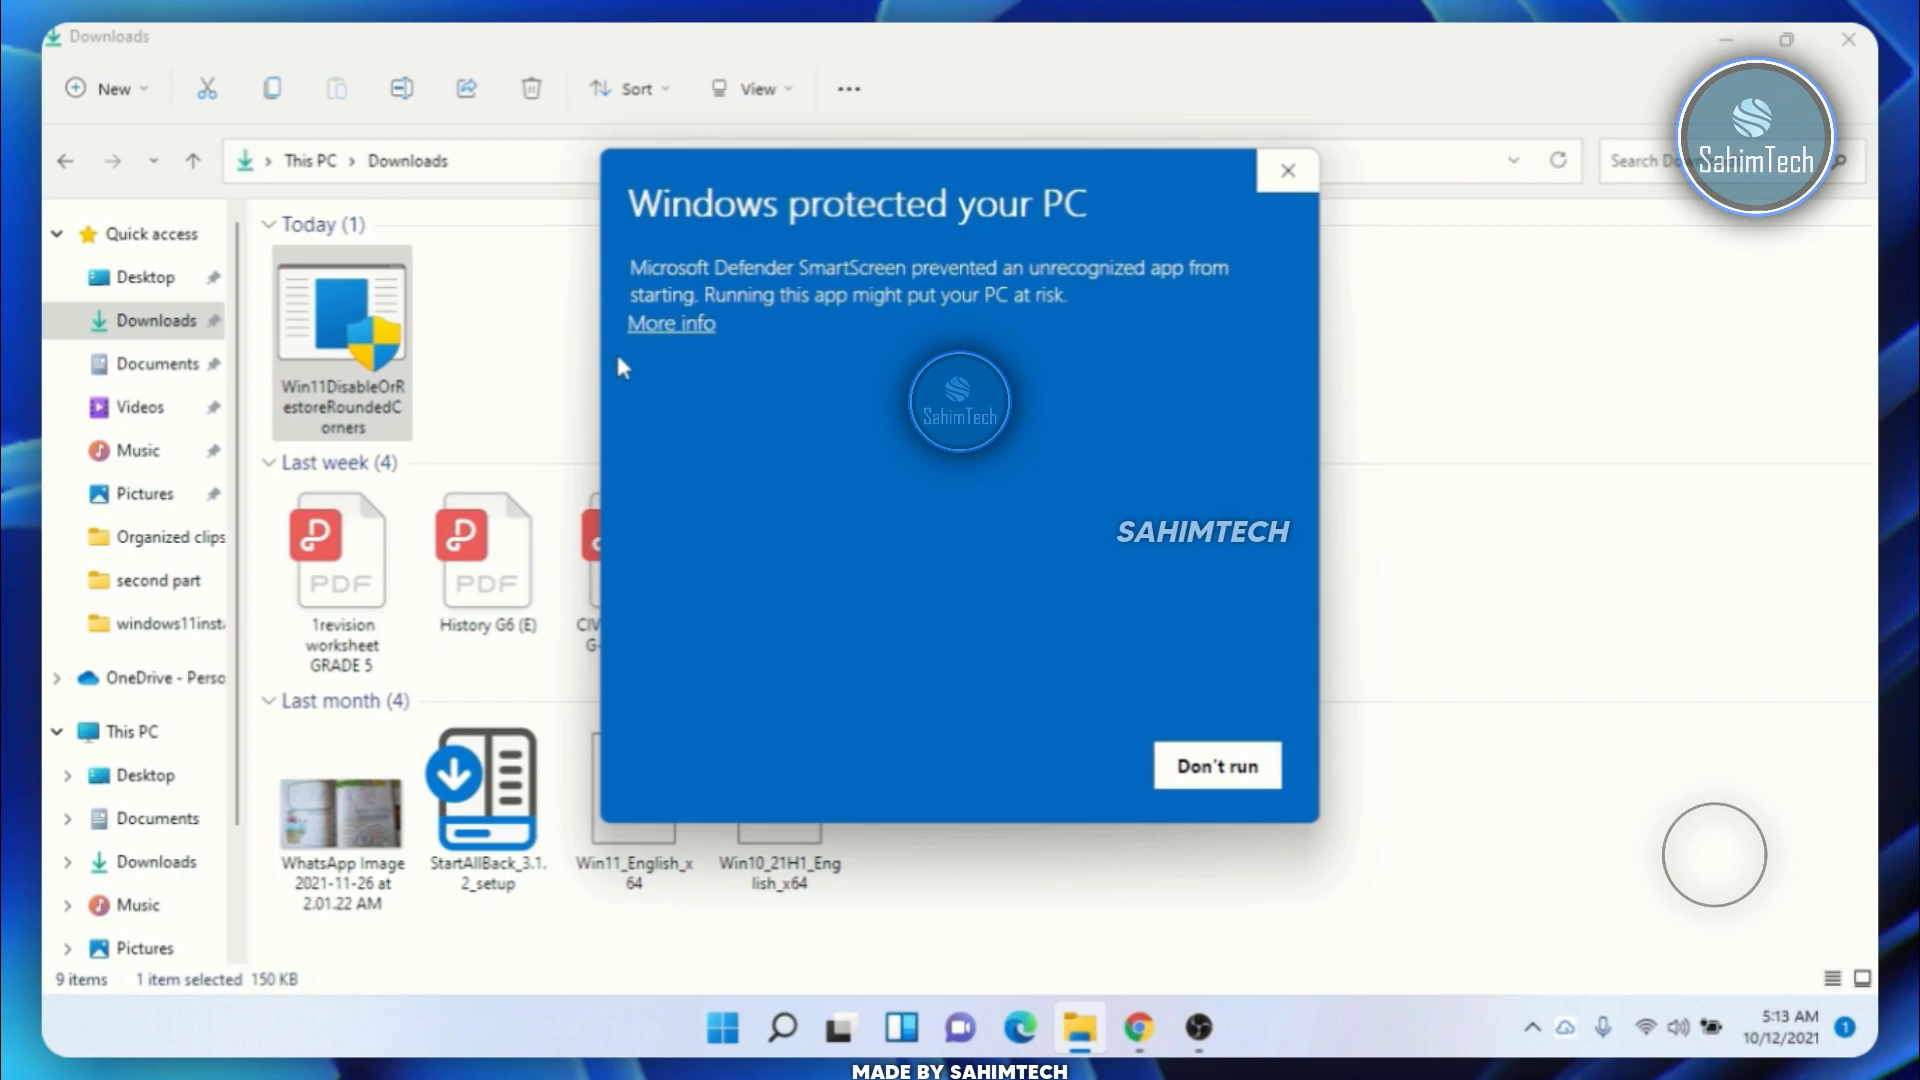 Downloads
New
Sort
View
This PC
Downloads
SahimTech
Windows protected your PC
Microsoft Defender SmartScreen prevented an unrecognized app from
starting. Running this app might put your PC at risk.
More info
SahimTech
SAHIMTECH
Don't run
Quick access
Desktop
Downloads
Documents
Videos
Music
Pictures
Organized clips
second part
OneDrive - Perso
This PC
Desktop
Documents
Downloads
Music
Pictures
Today (1)
Win11DisableOrR
estoreRoundedC
orners
Last week (4)
PDF
1revision
worksheet
GRADE 5
PDF
History G6 (E)
Last month (4)
WhatsApp Image
2021-11-26 at
2.01.22 AM
StartAllBack_3.1.
2_setup
Win11_English_x
64
Win10_21H1_Eng
lish_x64
9 items
1 item selected 150 KB
5:13 AM
10/12/2021
1
MADE BY SAHIMTECH